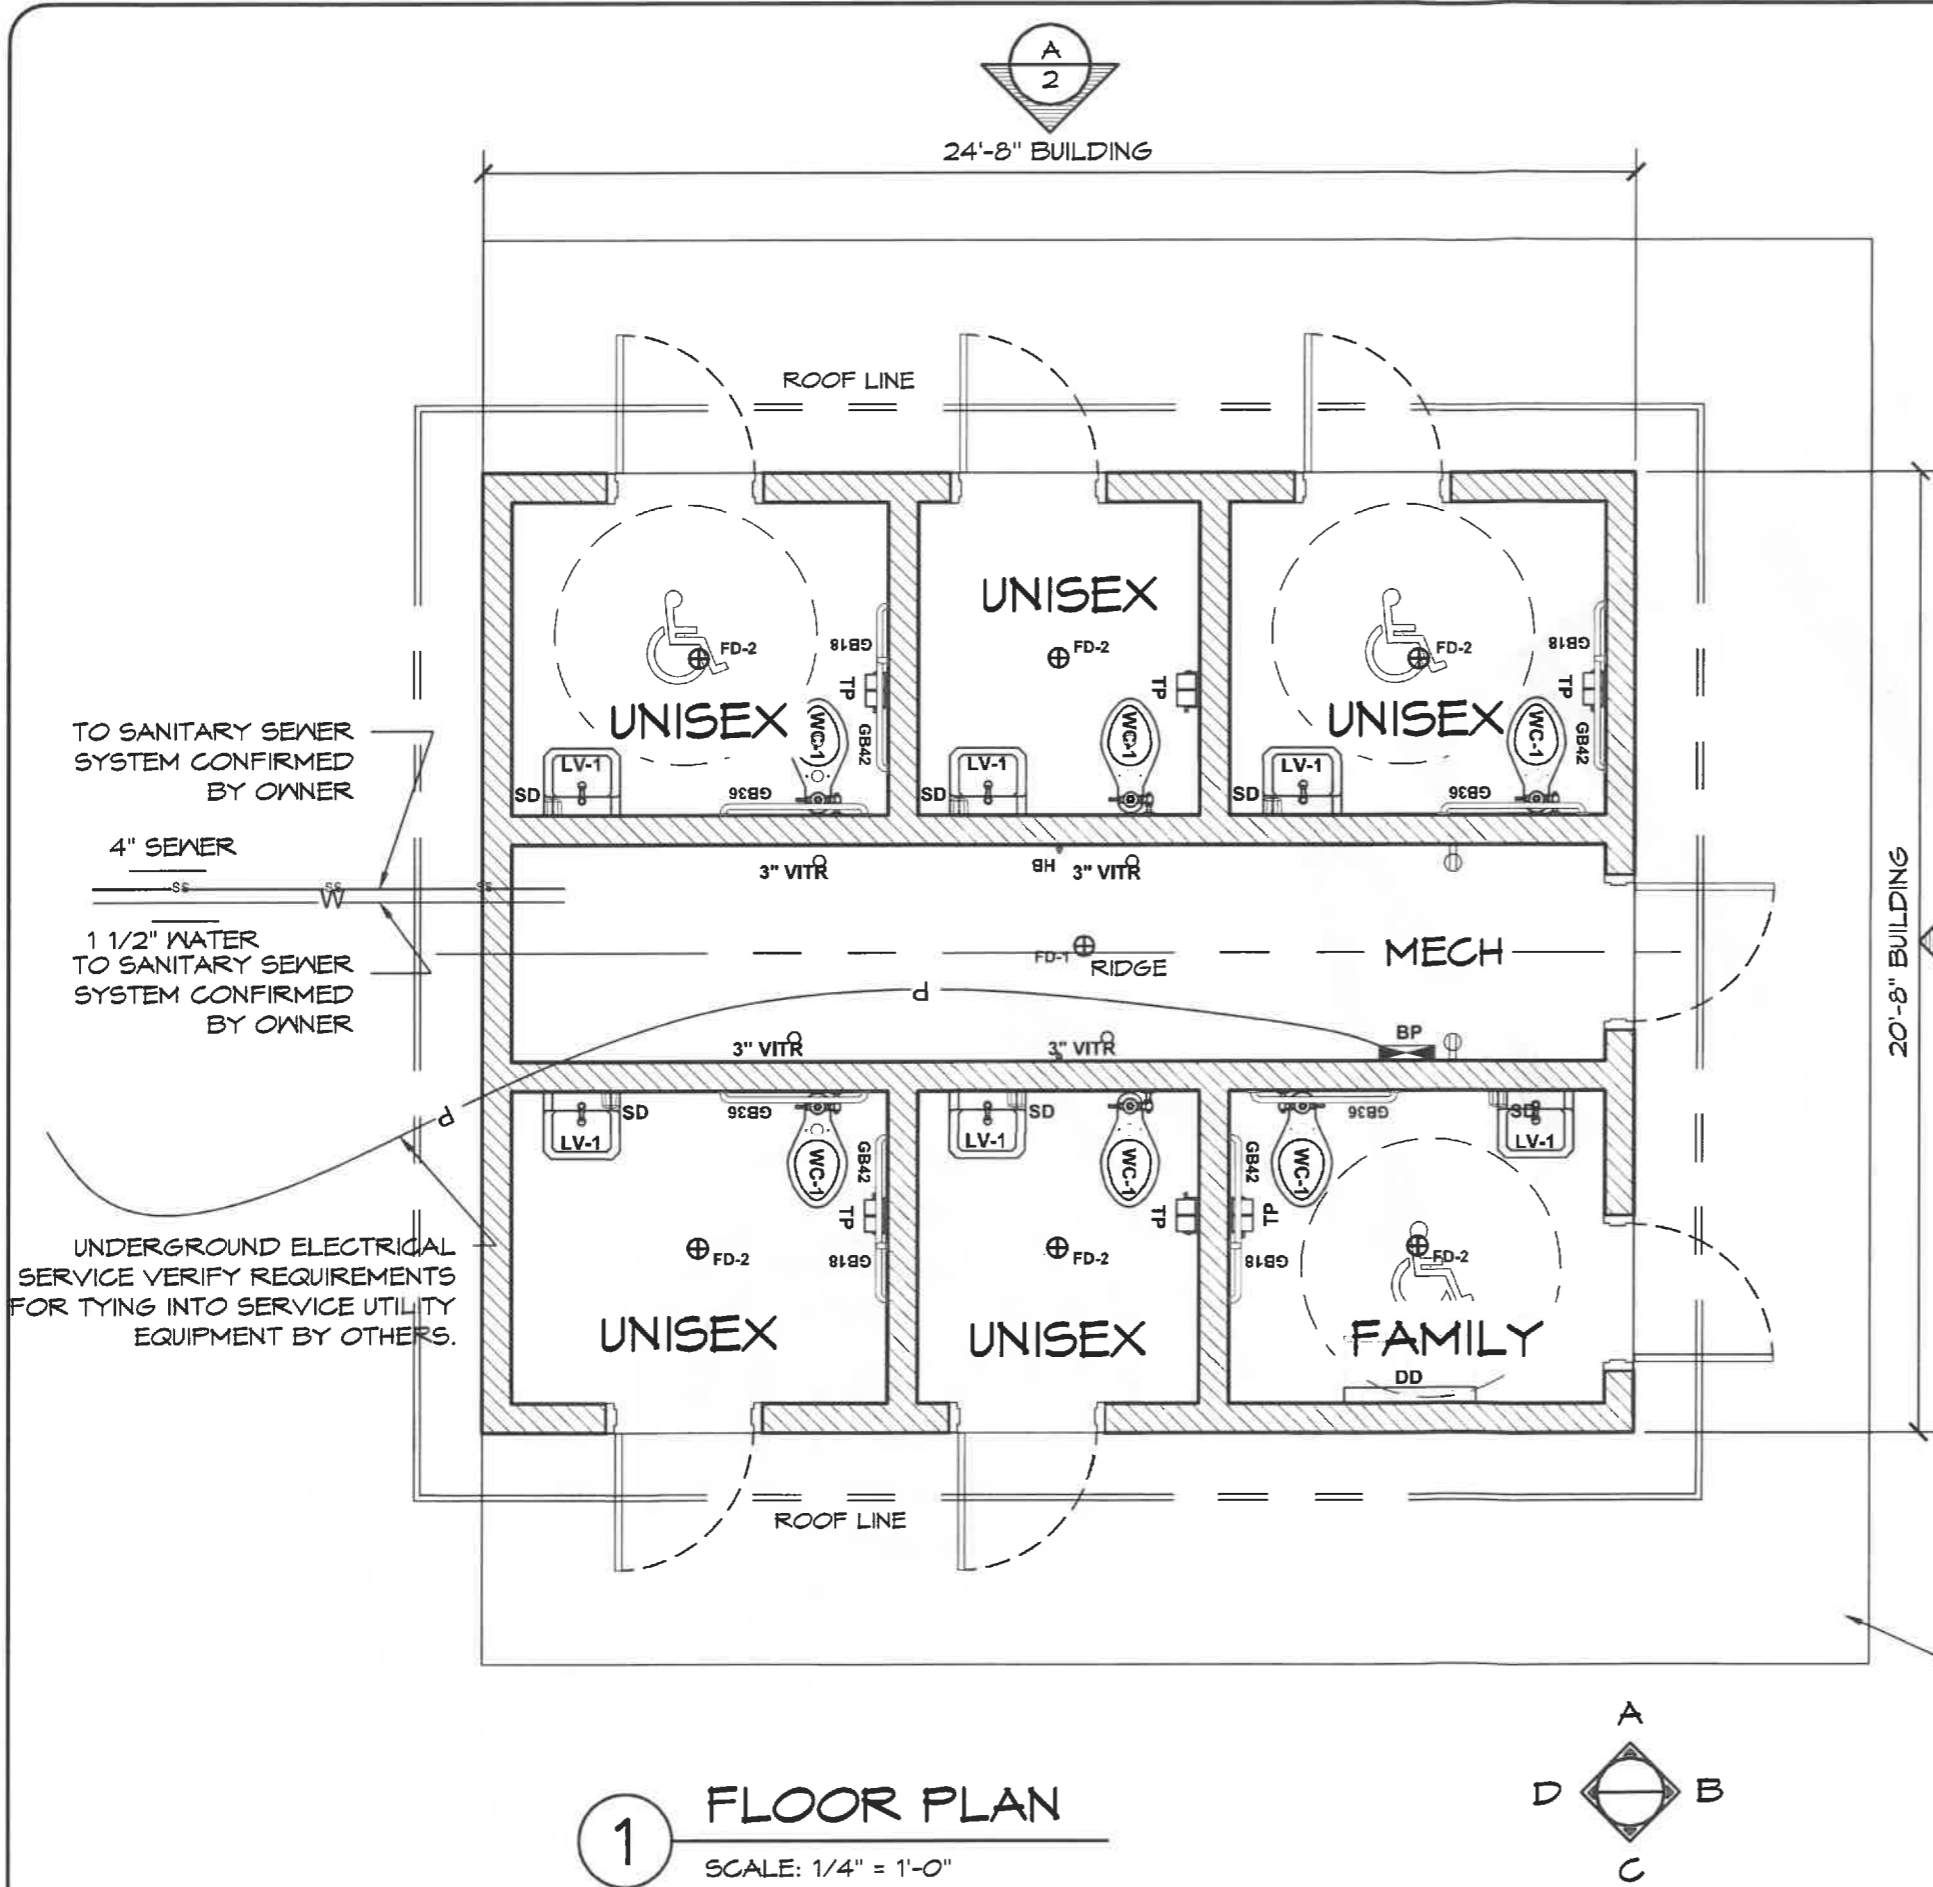 A
2
24'-8" BUILDING
ROOF LINE
UNISEX
FD-2
FD-2
FD-2
GB18
GB18
TP
TP
TP
UNISEX
UNISEX
WC-1
WC-1
WC-1
GB42
GB42
LV-1
LV-1
LV-1
SD
SD
SD
GB36
GB36
TO SANITARY SEWER
SYSTEM CONFIRMED
BY OWNER
4" SEWER
SS
SS
SS
W
1 1/2" WATER
TO SANITARY SEWER
SYSTEM CONFIRMED
BY OWNER
3" VITR
HB
3" VITR
FD-1
RIDGE
MECH
20'-8" BUILDING
P
3" VITR
3" VITR
BP
P
SD
SD
SD
GB36
GB36
LV-1
LV-1
LV-1
WC-1
WC-1
WC-1
GB42
GB42
TP
TP
TP
FD-2
FD-2
FD-2
GB18
GB18
UNDERGROUND ELECTRICAL
SERVICE VERIFY REQUIREMENTS
FOR TYING INTO SERVICE UTILITY
EQUIPMENT BY OTHERS.
UNISEX
UNISEX
FAMILY
DD
ROOF LINE
A
D
B
C
1
FLOOR PLAN
SCALE: 1/4" = 1'-0"